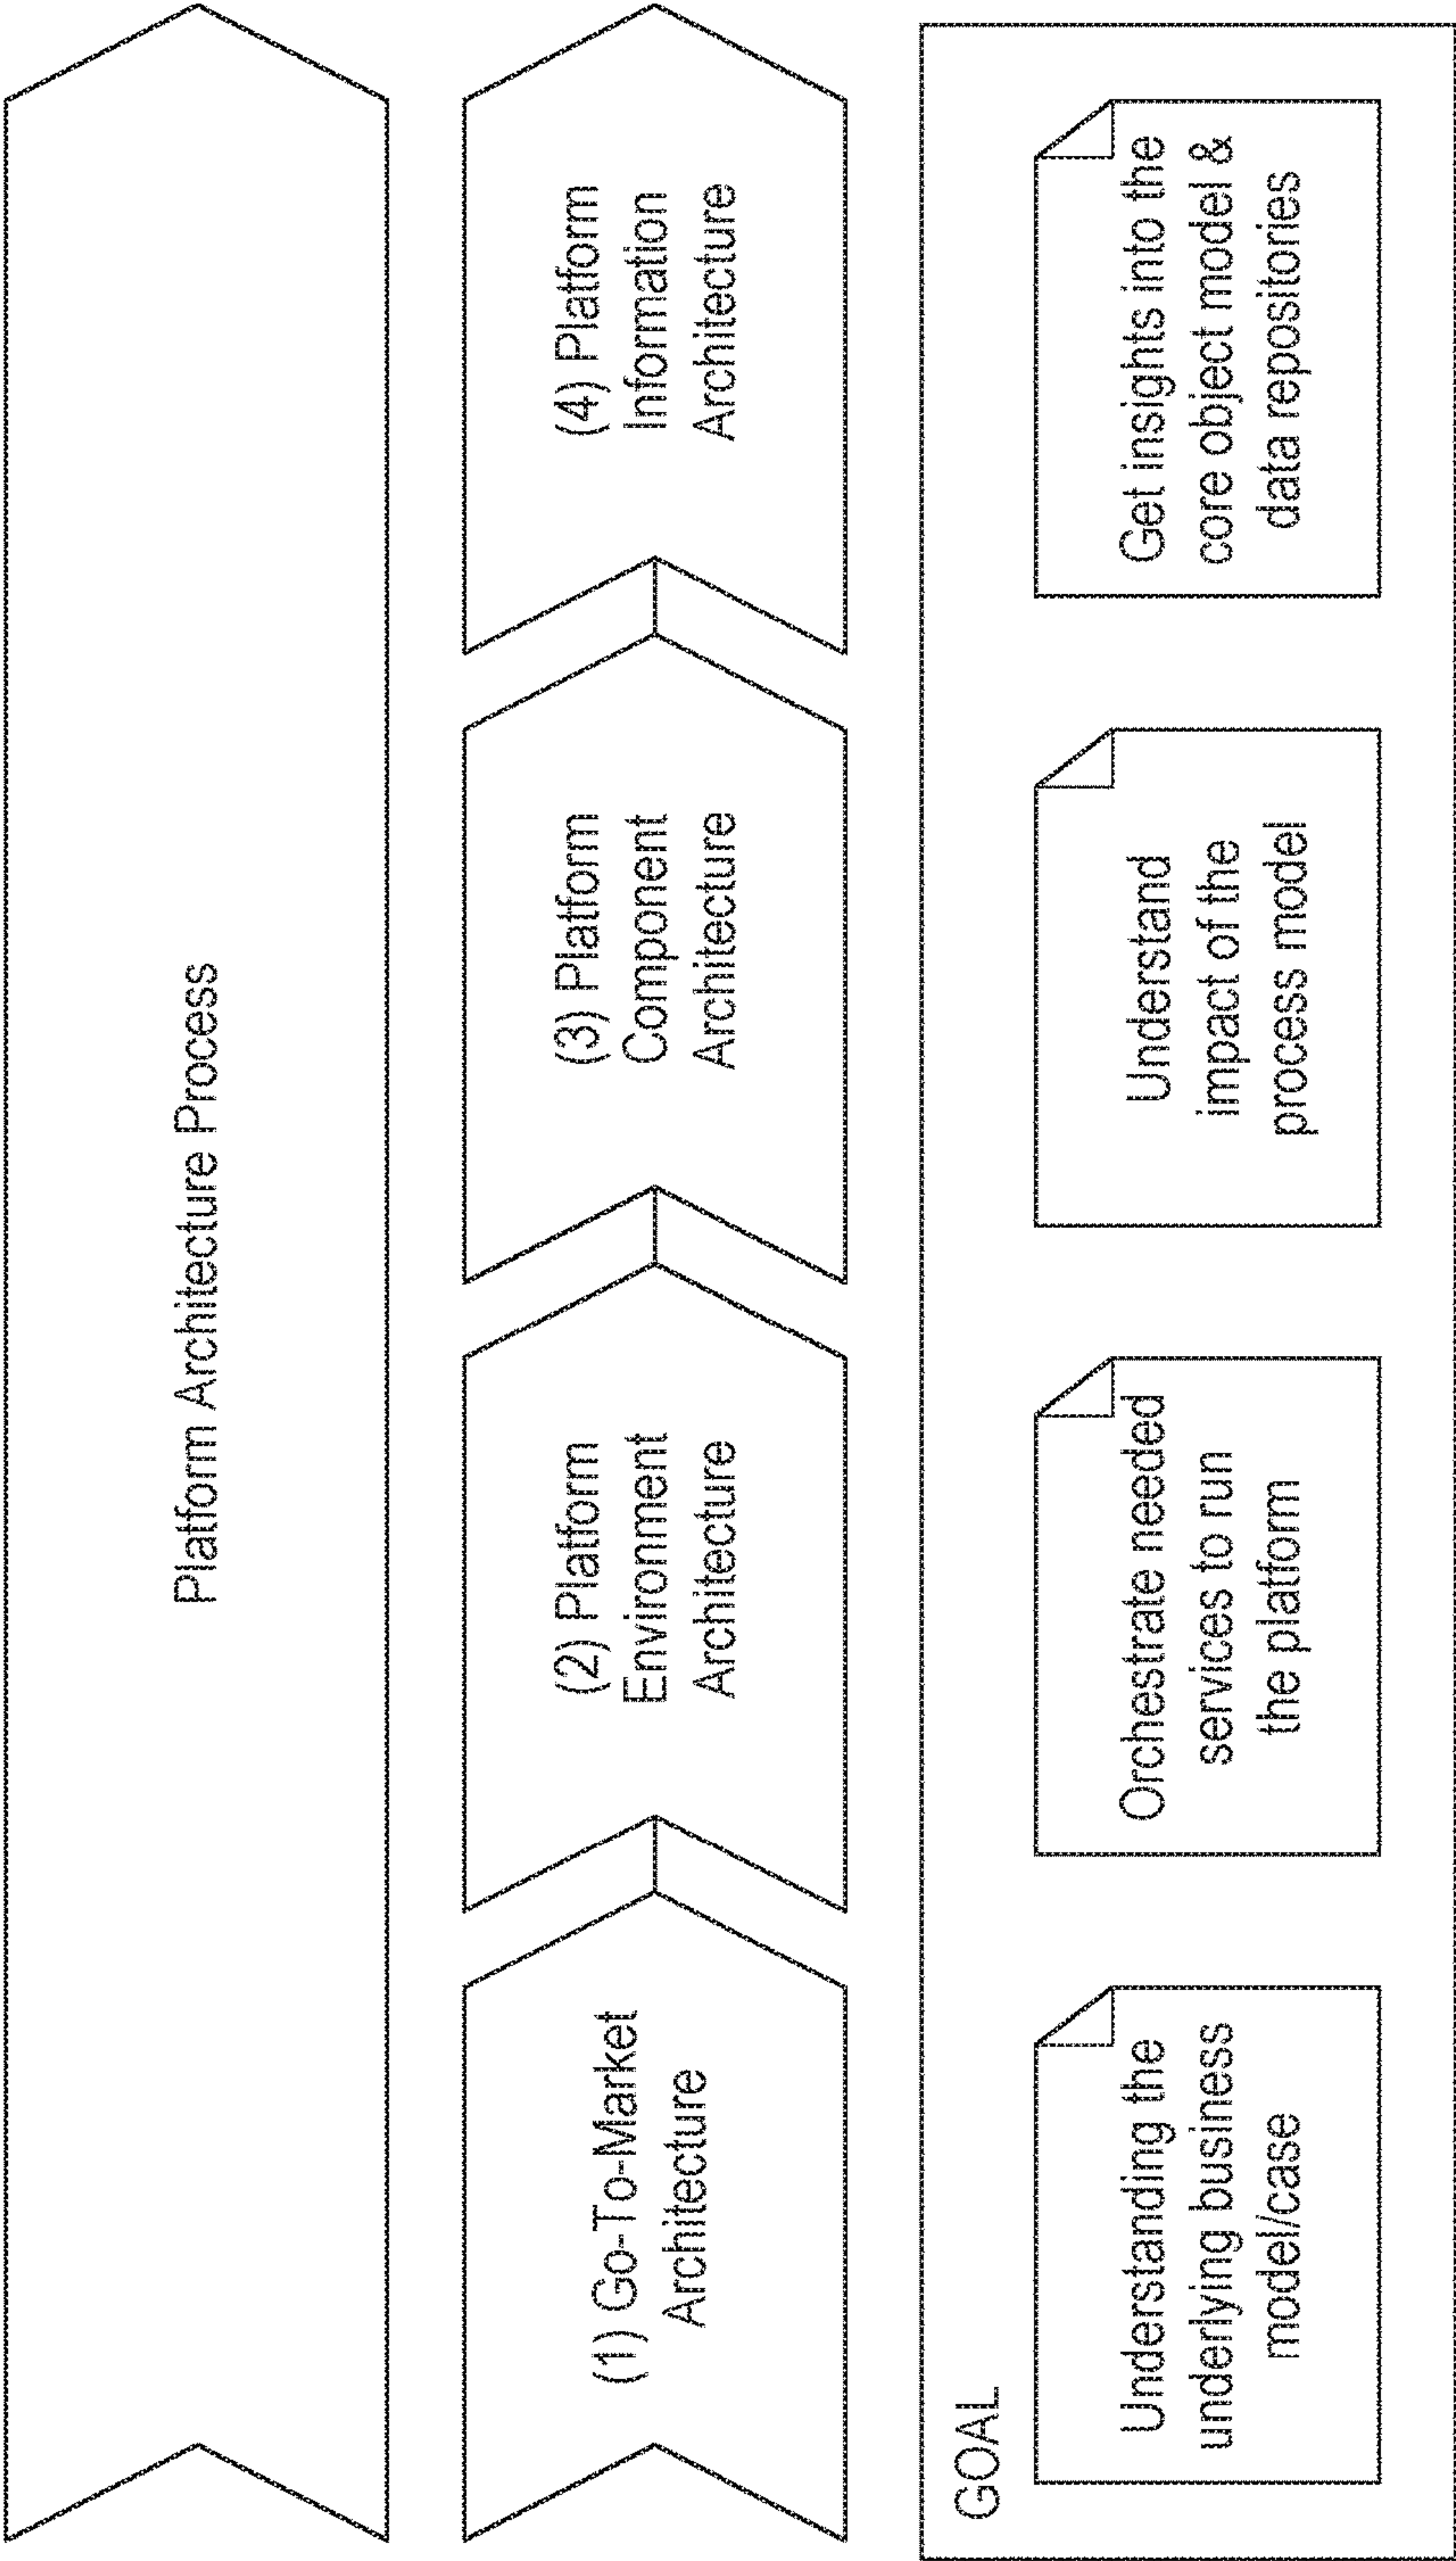 Platform Architecture Process
(1) Go-To-Market
Architecture
(2) Platform
Environment
Architecture
(3) Platform
Component
Architecture
(4) Platform
Information
Architecture
GOAL
Understanding the
underlying business
model/case
Orchestrate needed
services to run
the platform
Understand
impact of the
process model
Get insights into the
core object model &
data repositories